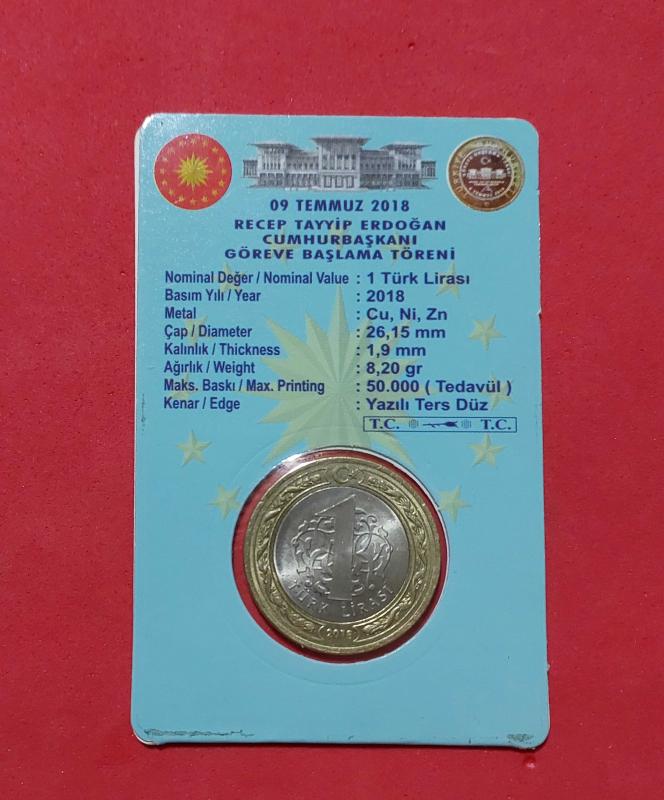 09 TEMMUZ 2018
RECEP TAYYİP ERDOĞAN
CUMHURBAŞKANI
GÖREVE BAŞLAMA TÖRENİ
Nominal Değer / Nominal Value : 1 Türk Lirası
Basım Yılı / Year : 2018
Metal : Cu, Ni, Zn
Çap / Diameter : 26,15 mm
Kalınlık / Thickness : 1,9 mm
Ağırlık / Weight : 8,20 gr
Maks. Baskı / Max. Printing : 50.000 ( Tedavül )
Kenar / Edge : Yazılı Ters Düz
T.C. T.C.
1
TÜRK LİRASI
2018